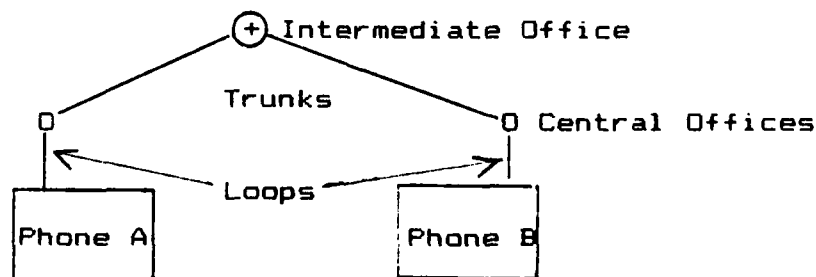 + Intermediate Office
Trunks
O O Central Offices
Loops
Phone A Phone B